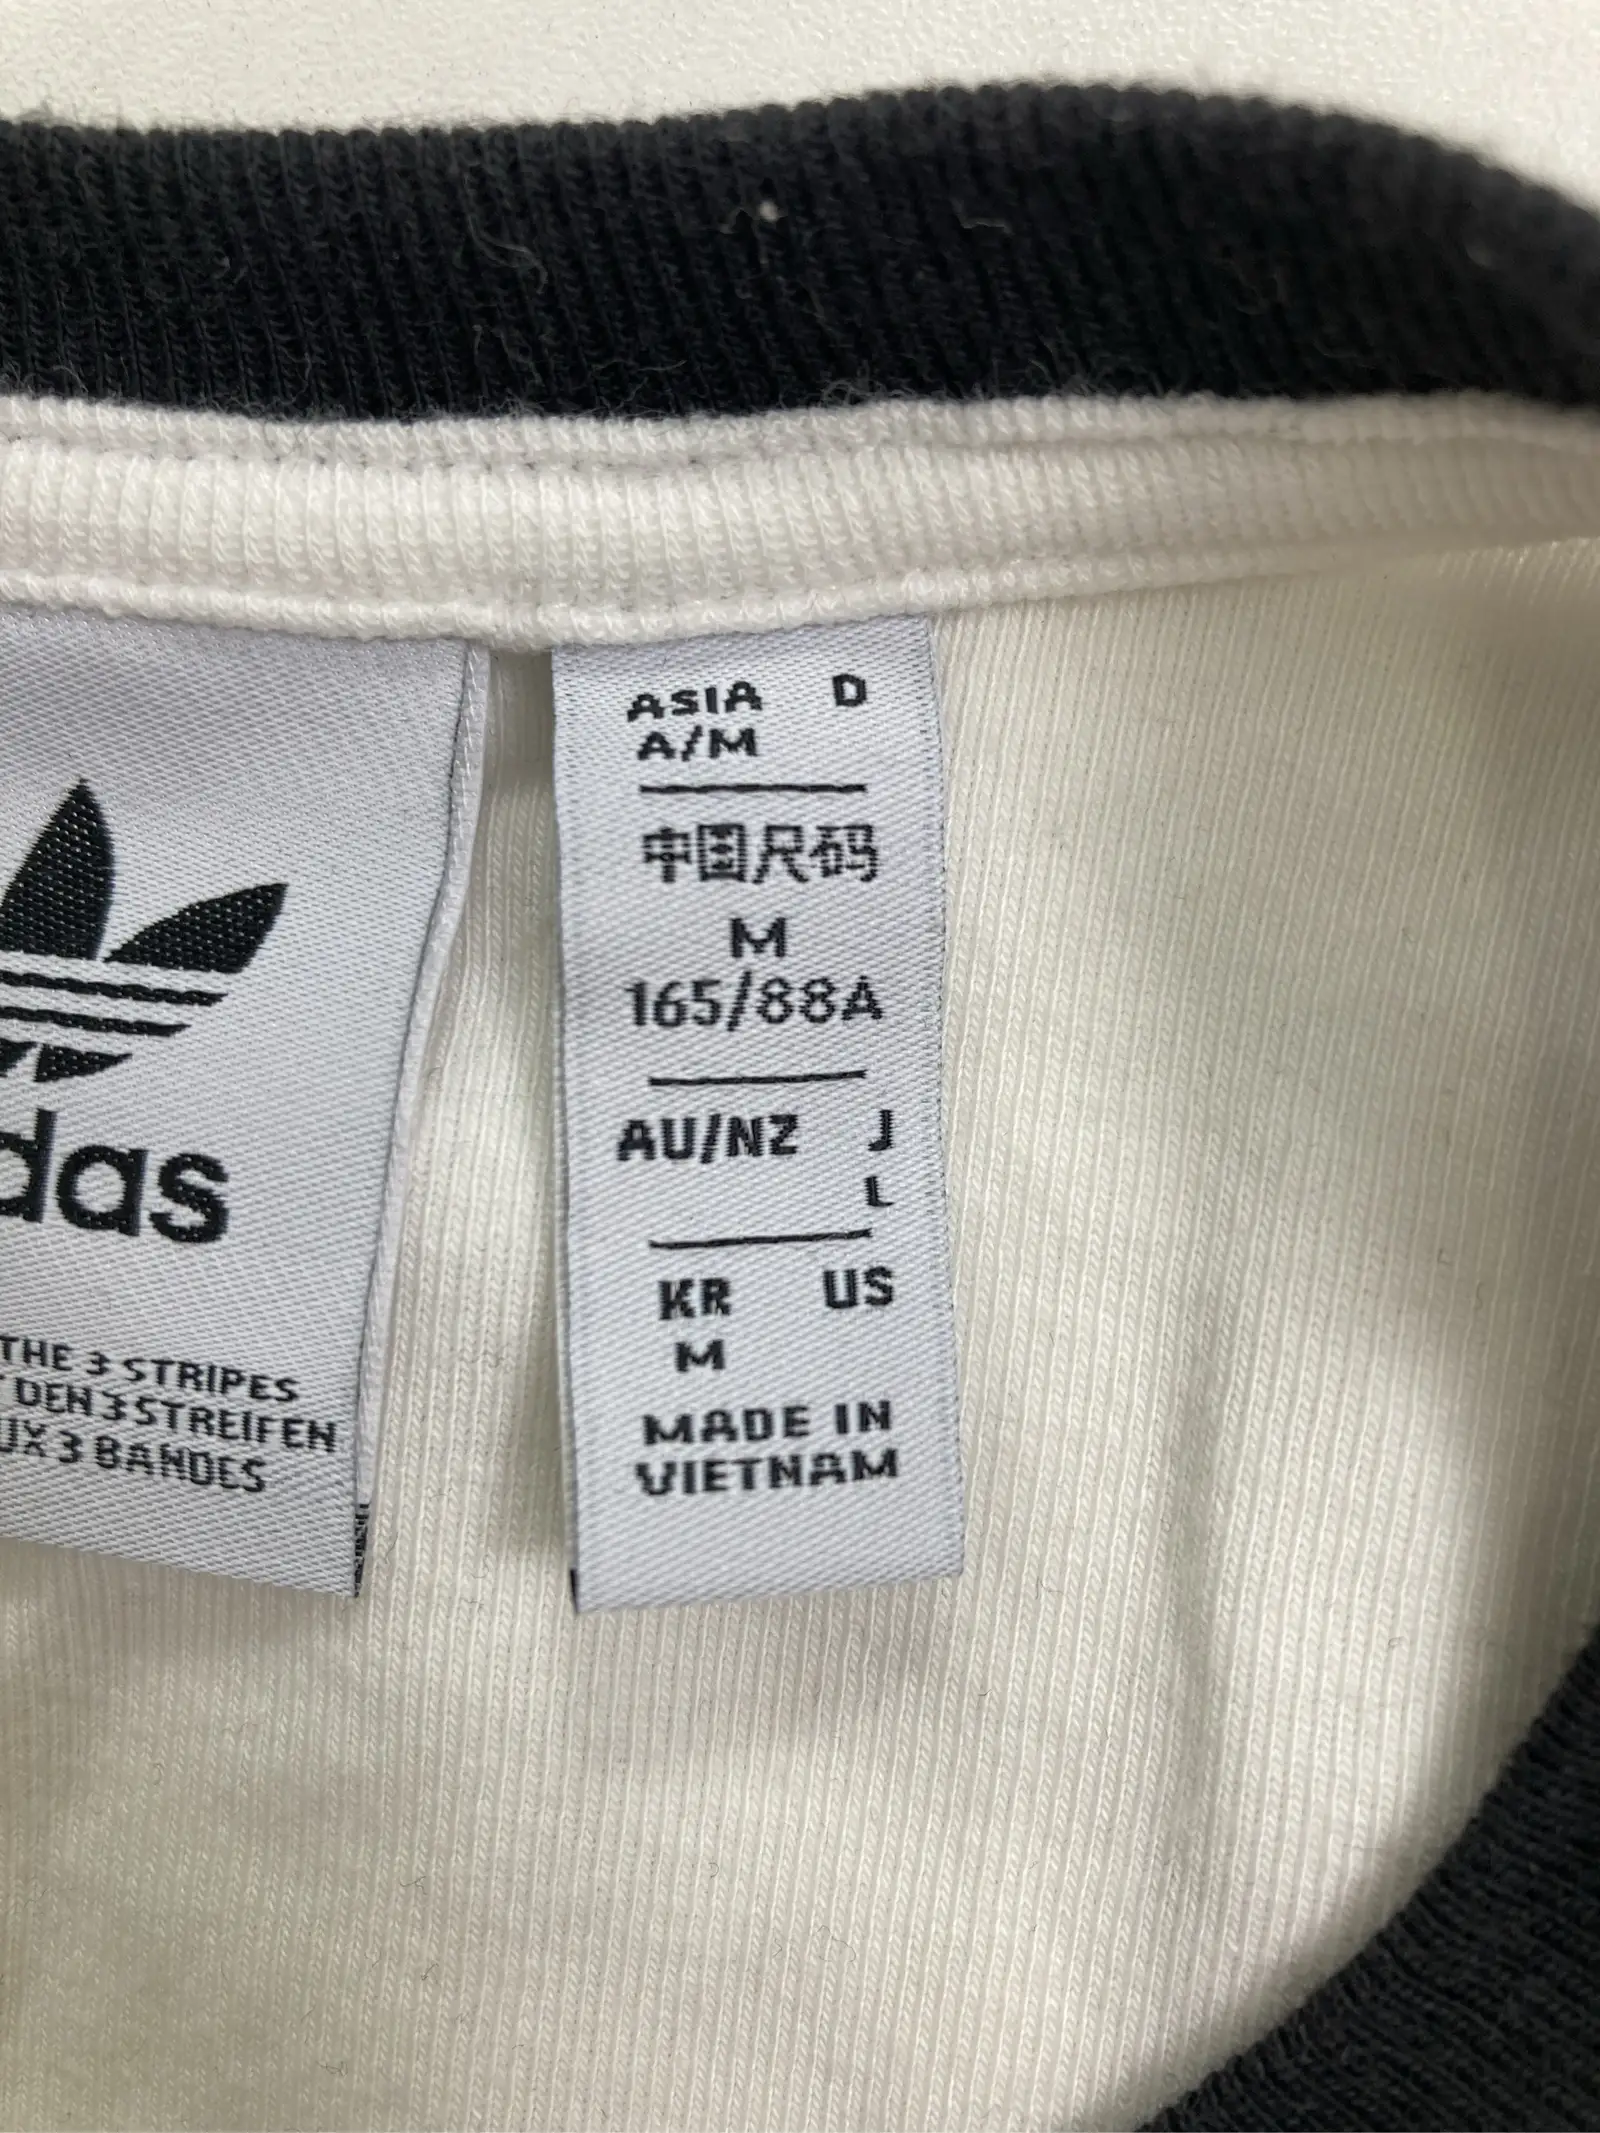 das
THE 3 STRIPES
DEN 3 STREIFEN
UX 3 BANDES
ASIA D
A/M
中国尺码
M
165/88A
AU/NZ J
L
KR US
M
MADE IN
VIETNAM